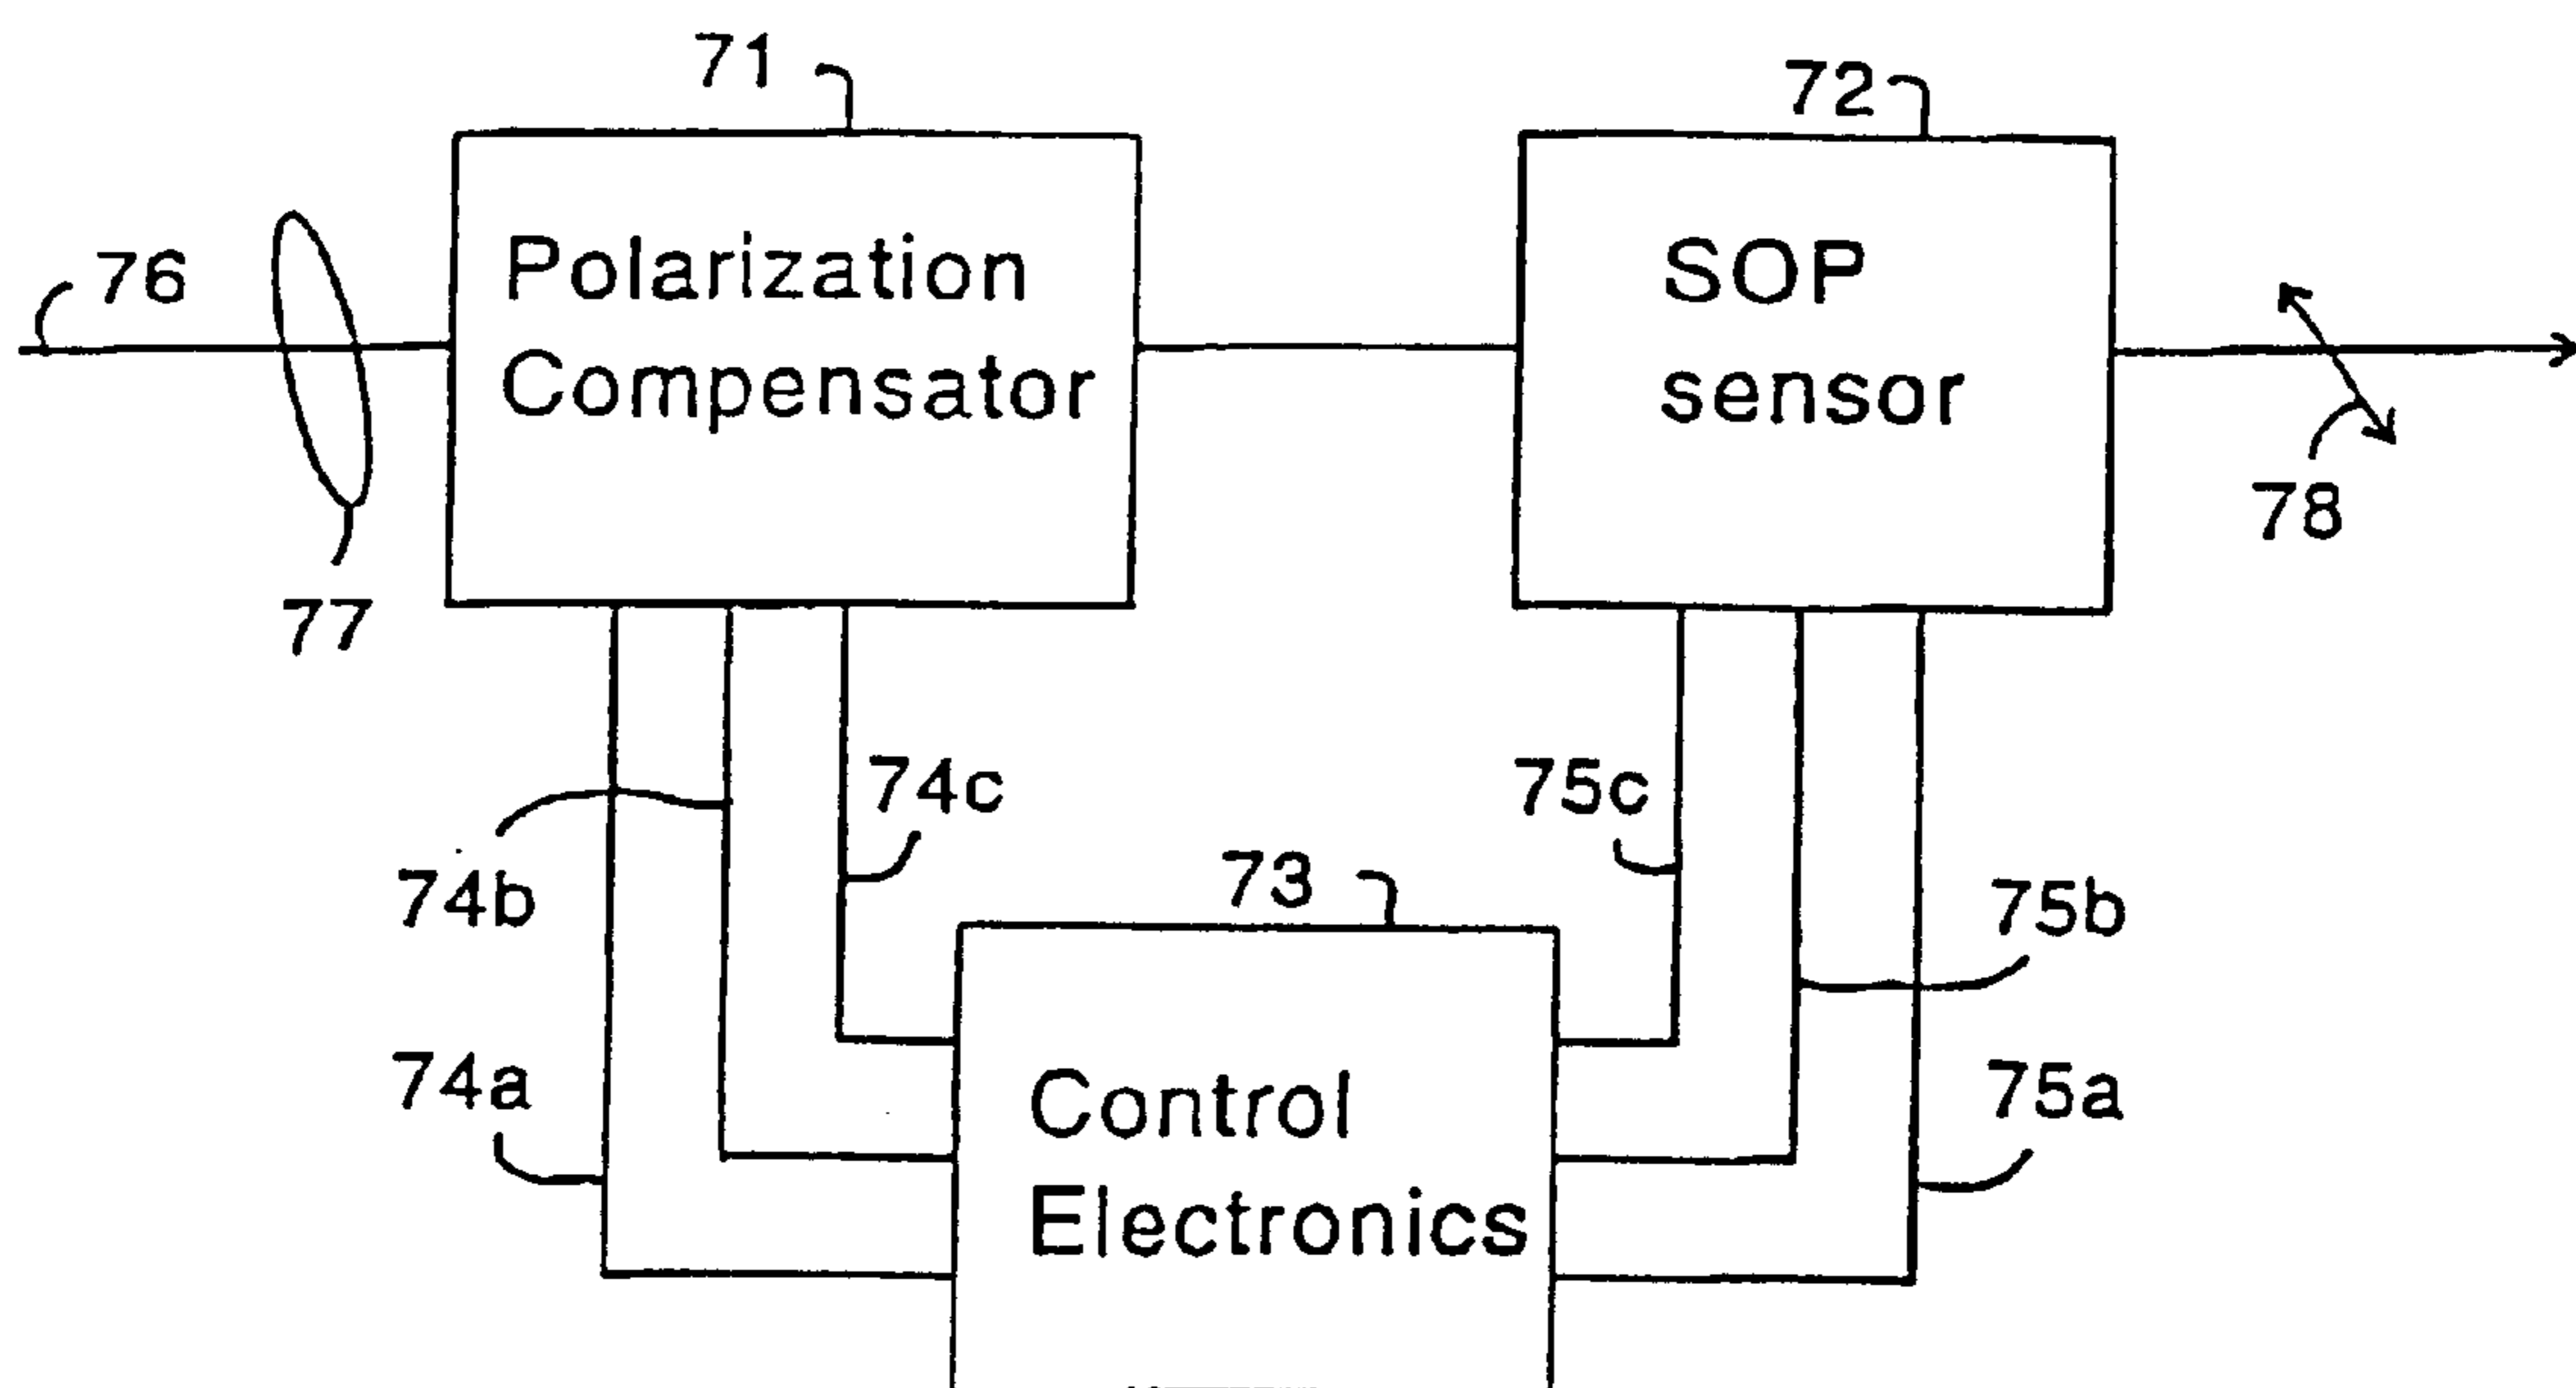 71
72
76
Polarization
Compensator
SOP
sensor
78
77
74c
75c
74b
73
75b
74a
Control
Electronics
75a